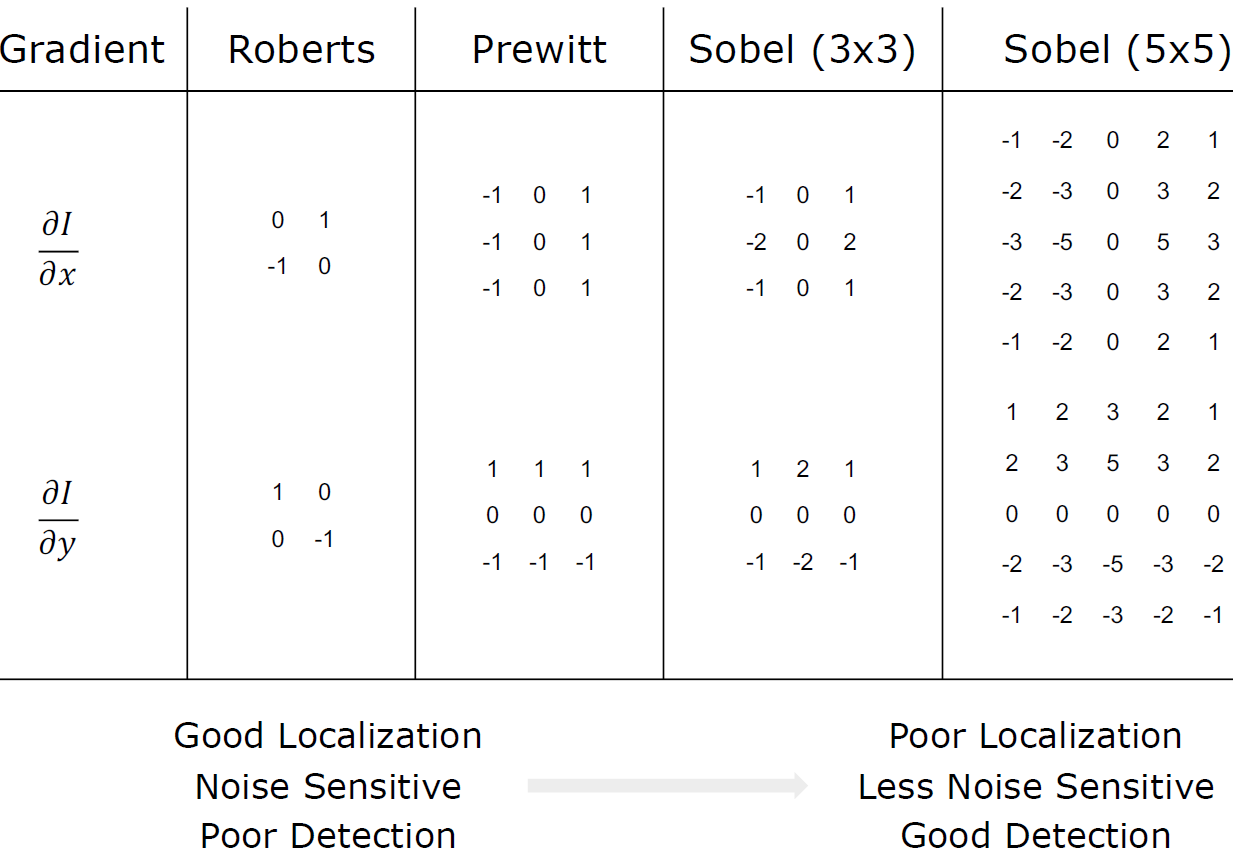 Gradient Roberts Prewitt Sobel (3x3) Sobel (5x5)
∂I
∂x
0 1
-1 0
-1 0 1
-1 0 1
-1 0 1
-1 0 1
-2 0 2
-1 0 1
-1 -2 0 2 1
-2 -3 0 3 2
-3 -5 0 5 3
-2 -3 0 3 2
-1 -2 0 2 1
∂I
∂y
1 0
0 -1
1 1 1
0 0 0
-1 -1 -1
1 2 1
0 0 0
-1 -2 -1
1 2 3 2 1
2 3 5 3 2
0 0 0 0 0
-2 -3 -5 -3 -2
-1 -2 -3 -2 -1
Good Localization
Noise Sensitive
Poor Detection
Poor Localization
Less Noise Sensitive
Good Detection